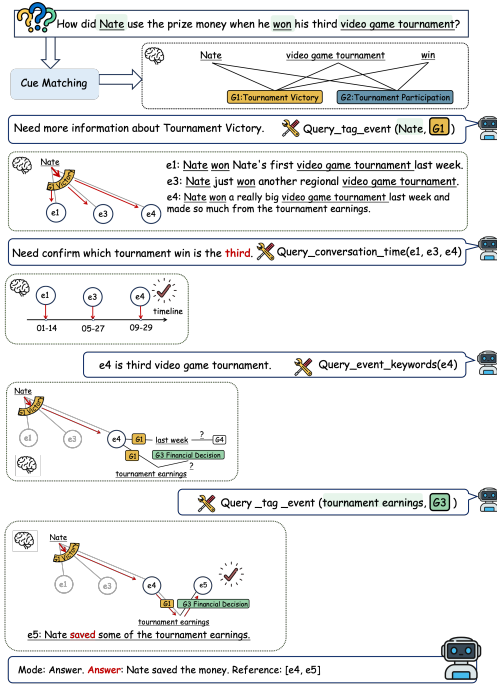 How did Nate use the prize money when he won his third video game tournament?
Cue Matching
Nate
video game tournament
win
G1:Tournament Victory
G2:Tournament Participation
Need more information about Tournament Victory.
Query_tag_event (Nate, G1 )
Nate
G1 Victory
e1
e3
e4
e1: Nate won Nate's first video game tournament last week.
e3: Nate just won another regional video game tournament.
e4: Nate won a really big video game tournament last week and
made so much from the tournament earnings.
Need confirm which tournament win is the third.
Query_conversation_time(e1, e3, e4)
e1
e3
e4
timeline
01-14
05-27
09-29
e4 is third video game tournament.
Query_event_keywords(e4)
Nate
G1 Victory
e1
e3
e4
G1
last week
?
G4
G1
G3 Financial Decision
?
tournament earnings
Query _tag _event (tournament earnings, G3 )
Nate
G1 Victory
e1
e3
e4
e5
G1
G3 Financial Decision
tournament earnings
e5: Nate saved some of the tournament earnings.
Mode: Answer. Answer: Nate saved the money. Reference: [e4, e5]